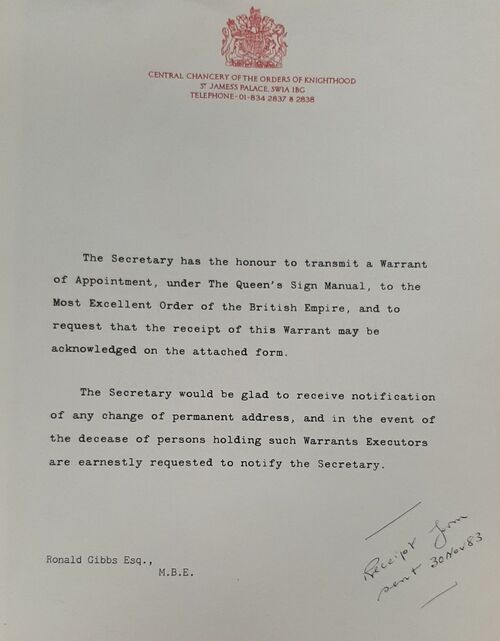 CENTRAL CHANCERY OF THE ORDERS OF KNIGHTHOOD
ST JAMES'S PALACE, SW1A 1BG
TELEPHONE-01-834 2837 & 2838
The Secretary has the honour to transmit a Warrant
of Appointment, under The Queen's Sign Manual, to the
Most Excellent Order of the British Empire, and to
request that the receipt of this Warrant may be
acknowledged on the attached form.
The Secretary would be glad to receive notification
of any change of permanent address, and in the event of
the decease of persons holding such Warrants Executors
are earnestly requested to notify the Secretary.
Ronald Gibbs Esq.,
M.B.E.
Receipt form
sent 30 Nov 83